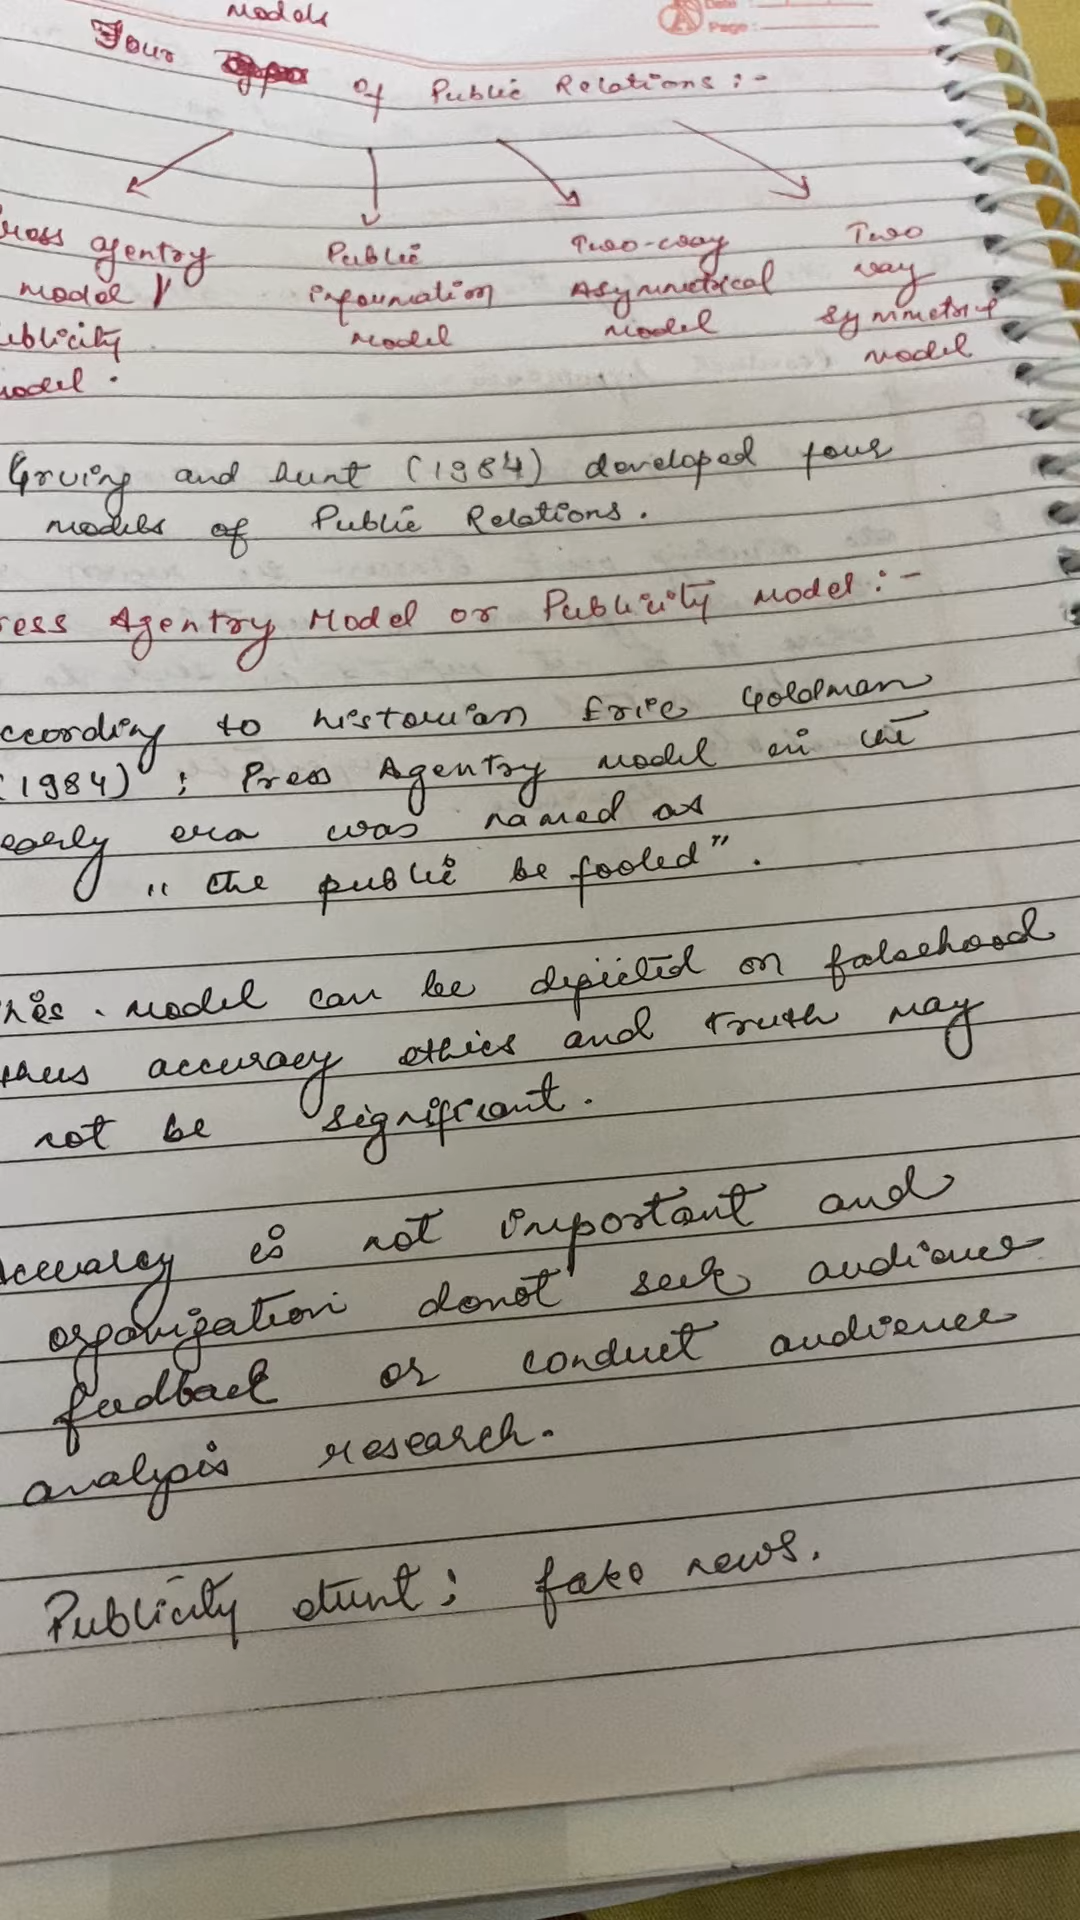 Models
Four of Public Relations :-
ress agentry
model /
ublicity
odel.
Public
information
model
Two-way
Asymmetrical
model
Two
way
symmetrical
model
Gruing and hunt (1984) developed four
models of Public Relations.
ress Agentry Model or Publicity model :-
ccording to historian Eric Goldman
(1984) ; Press Agentry model in the
early era was named as
" the public be fooled".
his model can be depicted on falsehood
thus accuracy ethics and truth may
not be significant.
Accuracy is not important and
organization donot seek audience
feedback or conduct audience
analysis research.
Publicity stunt : fake news.
Date :
Page :